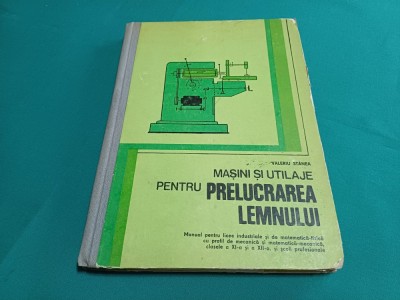 VALERIU STANEA
MAȘINI ȘI UTILAJE
PENTRU PRELUCRAREA
LEMNULUI
Manual pentru licee industriale și de matematică-fizică
cu profil de mecanică și matematică-mecanică,
clasele a XI-a și a XII-a, și școli profesionale